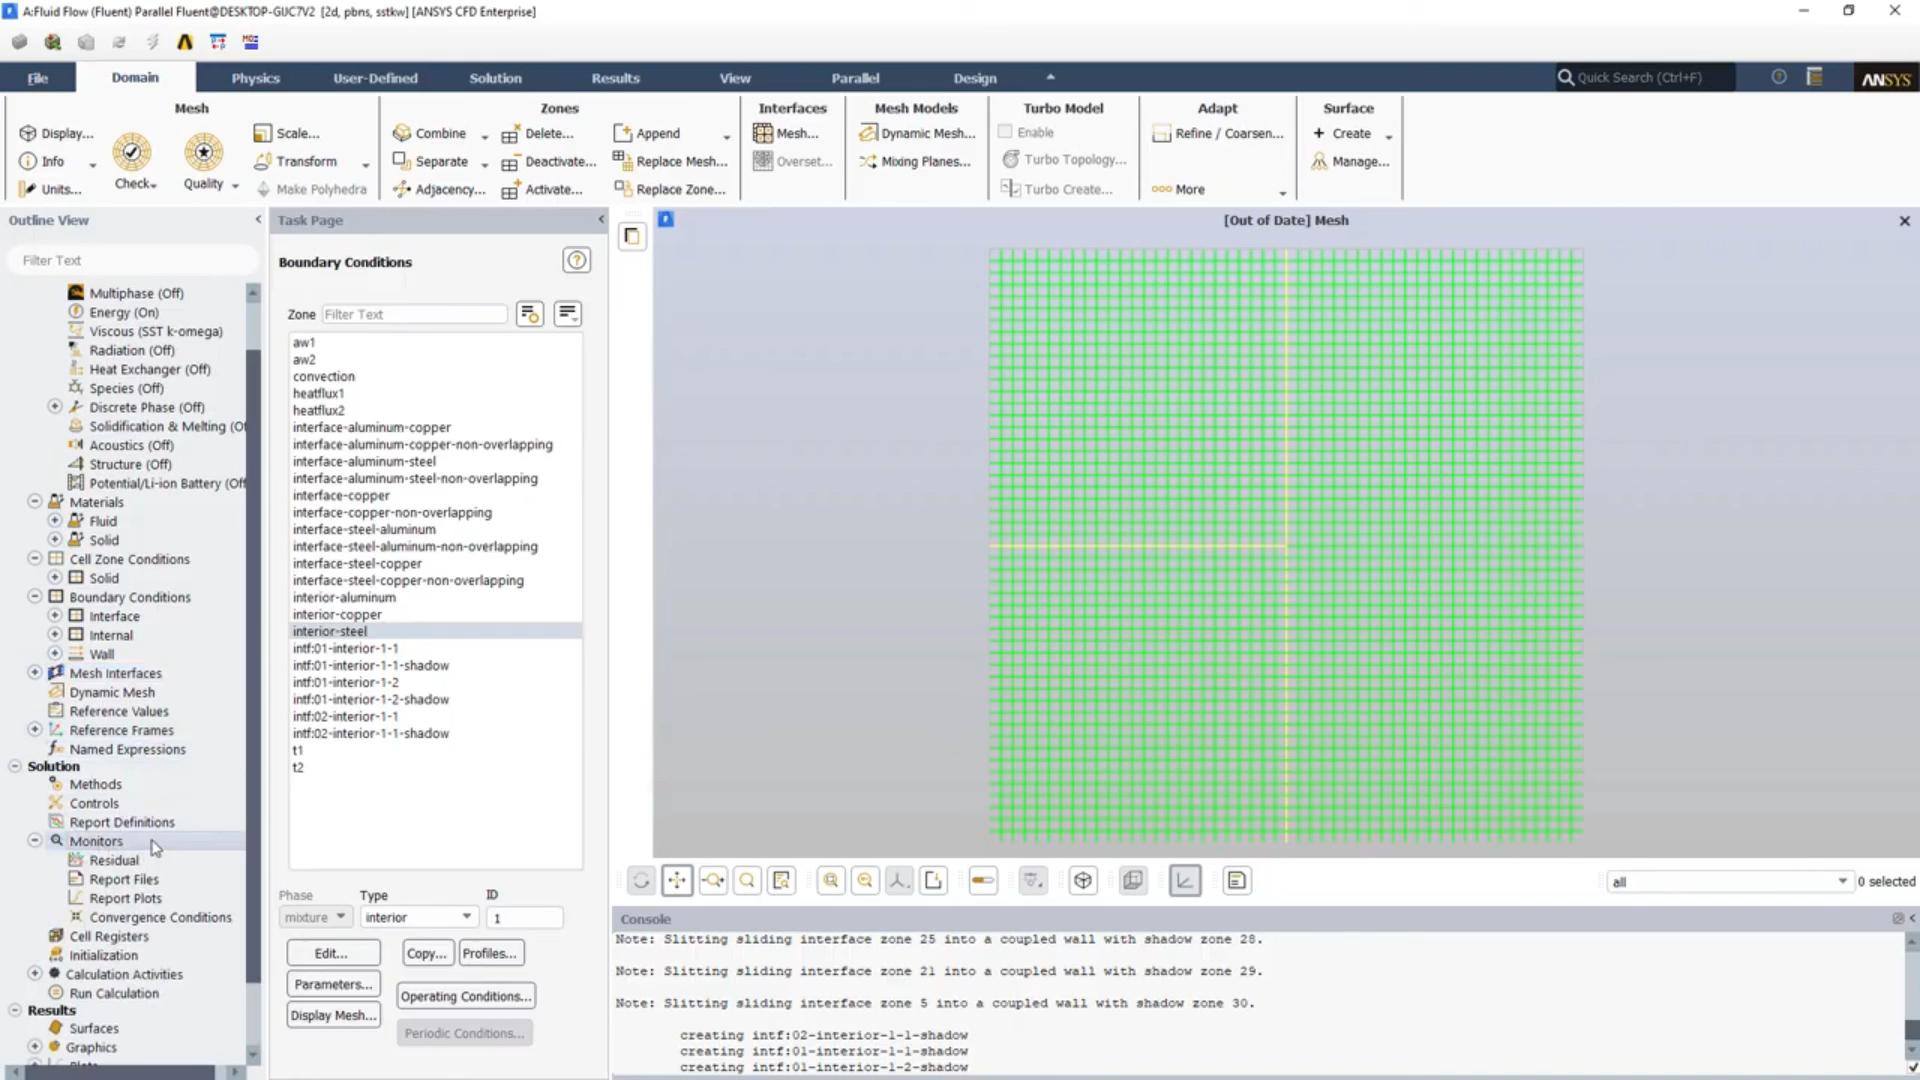 A:Fluid Flow (Fluent) Parallel Fluent@DESKTOP-GIJC7V2 [2d, pbns, sstkw] [ANSYS CFD Enterprise]
File Domain Physics User-Defined Solution Results View Parallel Design Quick Search (Ctrl+F) ANSYS
Mesh Zones Interfaces Mesh Models Turbo Model Adapt Surface
Display... Scale... Combine Delete... Append Mesh... Dynamic Mesh... Enable Refine / Coarsen... Create
Info Transform Separate Deactivate... Replace Mesh... Overset... Mixing Planes... Turbo Topology... Manage...
Check Quality
Units... Make Polyhedra Adjacency... Activate... Replace Zone... Turbo Create... More
Outline View
Filter Text
Multiphase (Off)
Energy (On)
Viscous (SST k-omega)
Radiation (Off)
Heat Exchanger (Off)
Species (Off)
Discrete Phase (Off)
Solidification & Melting (Of
Acoustics (Off)
Structure (Off)
Potential/Li-ion Battery (Off
Materials
Fluid
Solid
Cell Zone Conditions
Solid
Boundary Conditions
Interface
Internal
Wall
Mesh Interfaces
Dynamic Mesh
Reference Values
Reference Frames
Named Expressions
Solution
Methods
Controls
Report Definitions
Monitors
Residual
Report Files
Report Plots
Convergence Conditions
Cell Registers
Initialization
Calculation Activities
Run Calculation
Results
Surfaces
Graphics
Task Page
Boundary Conditions
Zone Filter Text
aw1
aw2
convection
heatflux1
heatflux2
interface-aluminum-copper
interface-aluminum-copper-non-overlapping
interface-aluminum-steel
interface-aluminum-steel-non-overlapping
interface-copper
interface-copper-non-overlapping
interface-steel-aluminum
interface-steel-aluminum-non-overlapping
interface-steel-copper
interface-steel-copper-non-overlapping
interior-aluminum
interior-copper
interior-steel
intf:01-interior-1-1
intf:01-interior-1-1-shadow
intf:01-interior-1-2
intf:01-interior-1-2-shadow
intf:02-interior-1-1
intf:02-interior-1-1-shadow
t1
t2
Phase Type ID
mixture interior 1
Edit... Copy... Profiles...
Parameters... Operating Conditions...
Display Mesh... Periodic Conditions...
[Out of Date] Mesh
all 0 selected
Console
Note: Slitting sliding interface zone 25 into a coupled wall with shadow zone 28.
Note: Slitting sliding interface zone 21 into a coupled wall with shadow zone 29.
Note: Slitting sliding interface zone 5 into a coupled wall with shadow zone 30.
creating intf:02-interior-1-1-shadow
creating intf:01-interior-1-1-shadow
creating intf:01-interior-1-2-shadow